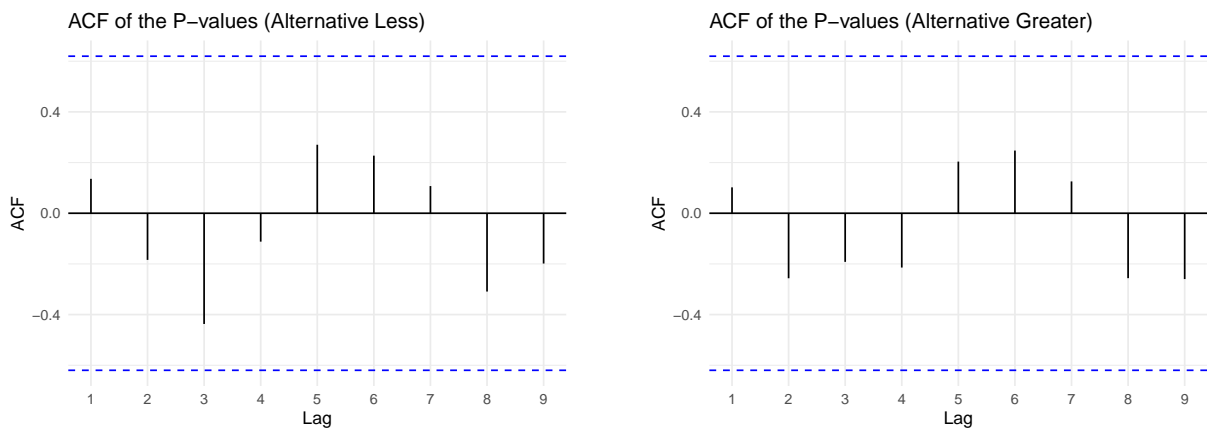 ACF of the P−values (Alternative Less)
0.4
0.0
−0.4
ACF
1 2 3 4 5 6 7 8 9
Lag
ACF of the P−values (Alternative Greater)
0.4
0.0
−0.4
ACF
1 2 3 4 5 6 7 8 9
Lag